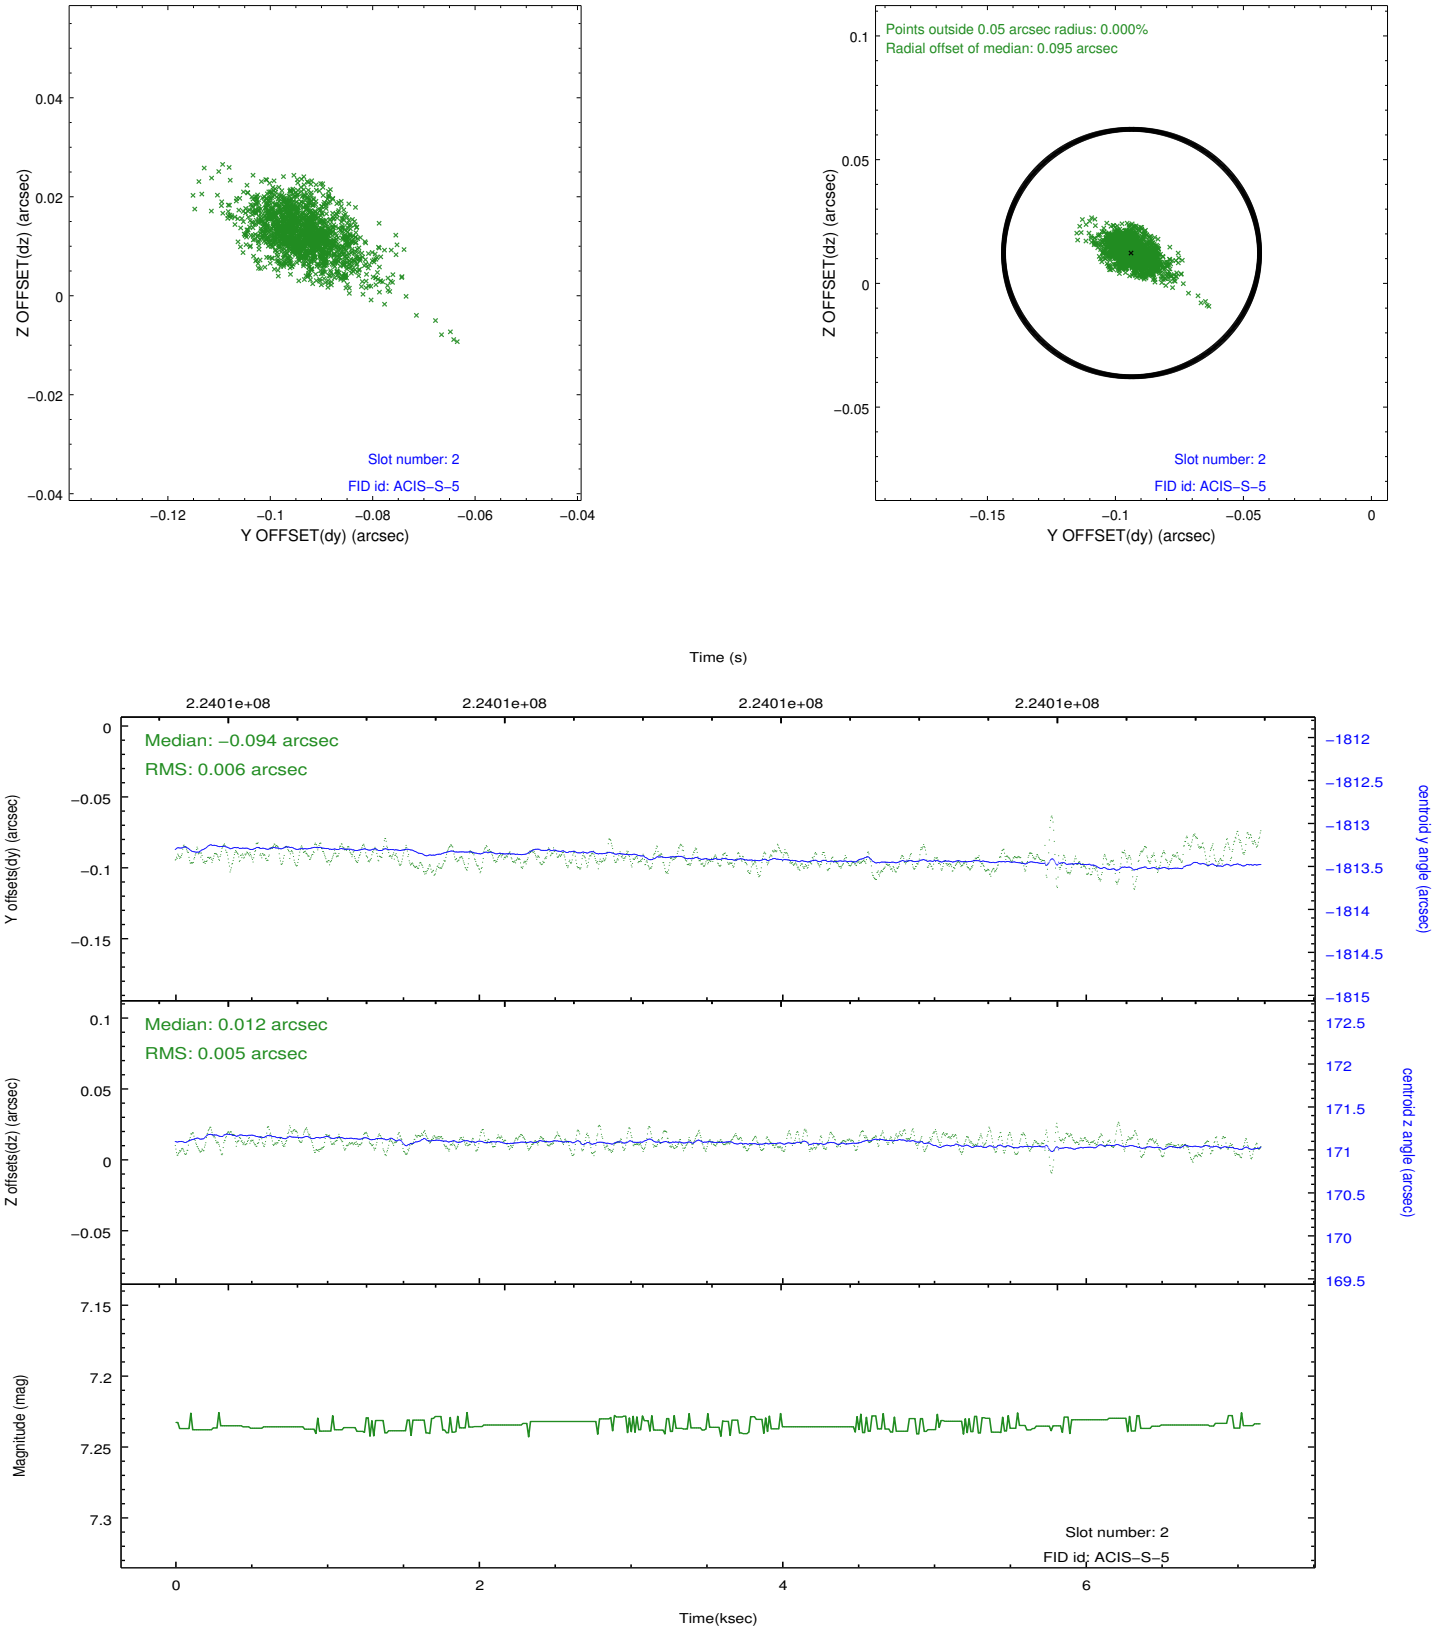 0.04
0.02
0
−0.02
−0.04
Z OFFSET(dz) (arcsec)
Slot number: 2
FID id: ACIS−S−5
−0.12
−0.1
−0.08
−0.06
−0.04
Y OFFSET(dy) (arcsec)
Points outside 0.05 arcsec radius: 0.000%
Radial offset of median: 0.095 arcsec
0.1
0.05
0
−0.05
Z OFFSET(dz) (arcsec)
Slot number: 2
FID id: ACIS−S−5
−0.15
−0.1
−0.05
0
Y OFFSET(dy) (arcsec)
Time (s)
2.2401e+08
2.2401e+08
2.2401e+08
2.2401e+08
Median: −0.094 arcsec
RMS: 0.006 arcsec
0
−0.05
−0.1
−0.15
Y offsets(dy) (arcsec)
−1812
−1812.5
−1813
−1813.5
−1814
−1814.5
−1815
centroid y angle (arcsec)
Median: 0.012 arcsec
RMS: 0.005 arcsec
0.1
0.05
0
−0.05
Z offsets(dz) (arcsec)
172.5
172
171.5
171
170.5
170
169.5
centroid z angle (arcsec)
7.15
7.2
7.25
7.3
Magnitude (mag)
Slot number: 2
FID id: ACIS−S−5
0
2
4
6
Time(ksec)